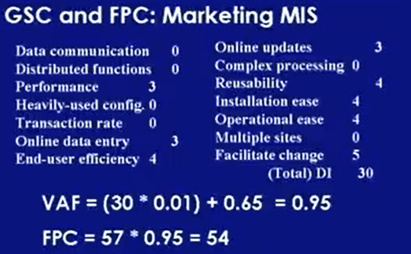 GSC and FPC: Marketing MIS
Data communication 0
Distributed functions 0
Performance 3
Heavily-used config. 0
Transaction rate 0
Online data entry 3
End-user efficiency 4
Online updates 3
Complex processing 0
Reusability 4
Installation ease 4
Operational ease 4
Multiple sites 0
Facilitate change 5
(Total) DI 30
VAF = (30 * 0.01) + 0.65 = 0.95
FPC = 57 * 0.95 = 54